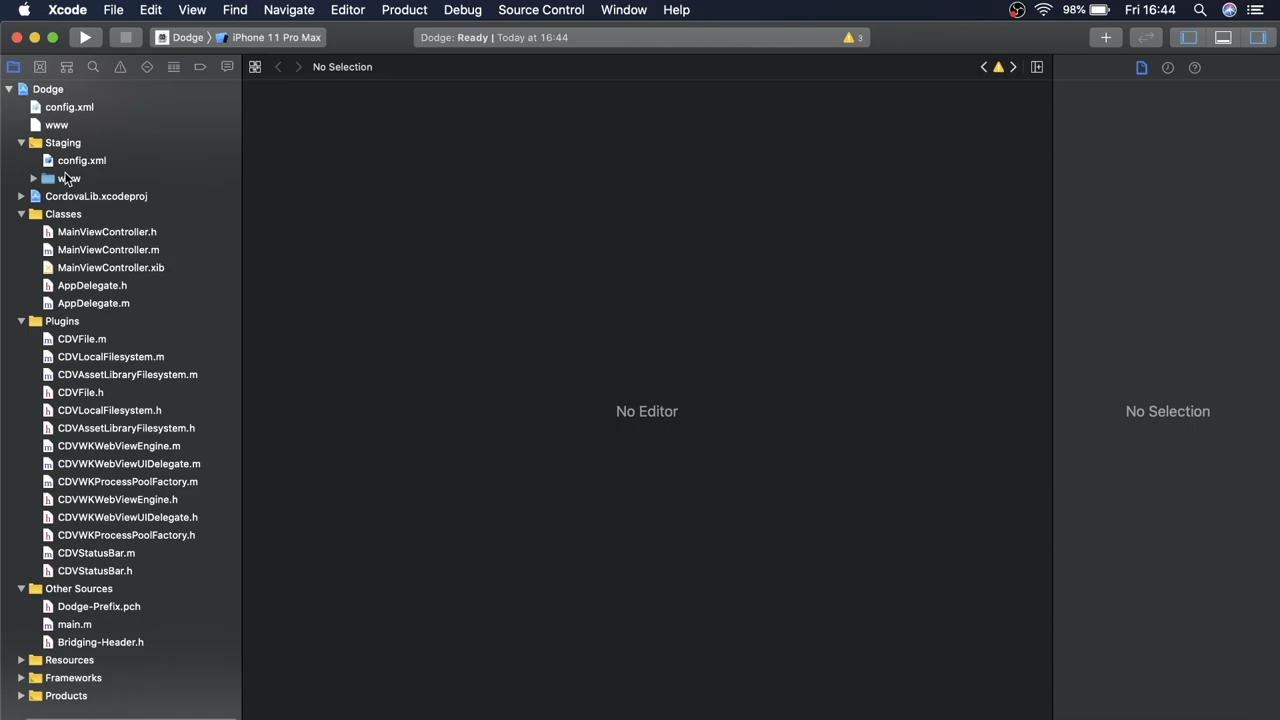 Xcode File Edit View Find Navigate Editor Product Debug Source Control Window Help 98% Fri 16:44
Dodge iPhone 11 Pro Max Dodge: Ready | Today at 16:44 3
No Selection
Dodge
config.xml
www
Staging
config.xml
www
CordovaLib.xcodeproj
Classes
MainViewController.h
MainViewController.m
MainViewController.xib
AppDelegate.h
AppDelegate.m
Plugins
CDVFile.m
CDVLocalFilesystem.m
CDVAssetLibraryFilesystem.m
CDVFile.h
CDVLocalFilesystem.h
CDVAssetLibraryFilesystem.h
CDVWKWebViewEngine.m
CDVWKWebViewUIDelegate.m
CDVWKProcessPoolFactory.m
CDVWKWebViewEngine.h
CDVWKWebViewUIDelegate.h
CDVWKProcessPoolFactory.h
CDVStatusBar.m
CDVStatusBar.h
Other Sources
Dodge-Prefix.pch
main.m
Bridging-Header.h
Resources
Frameworks
Products
No Editor
No Selection